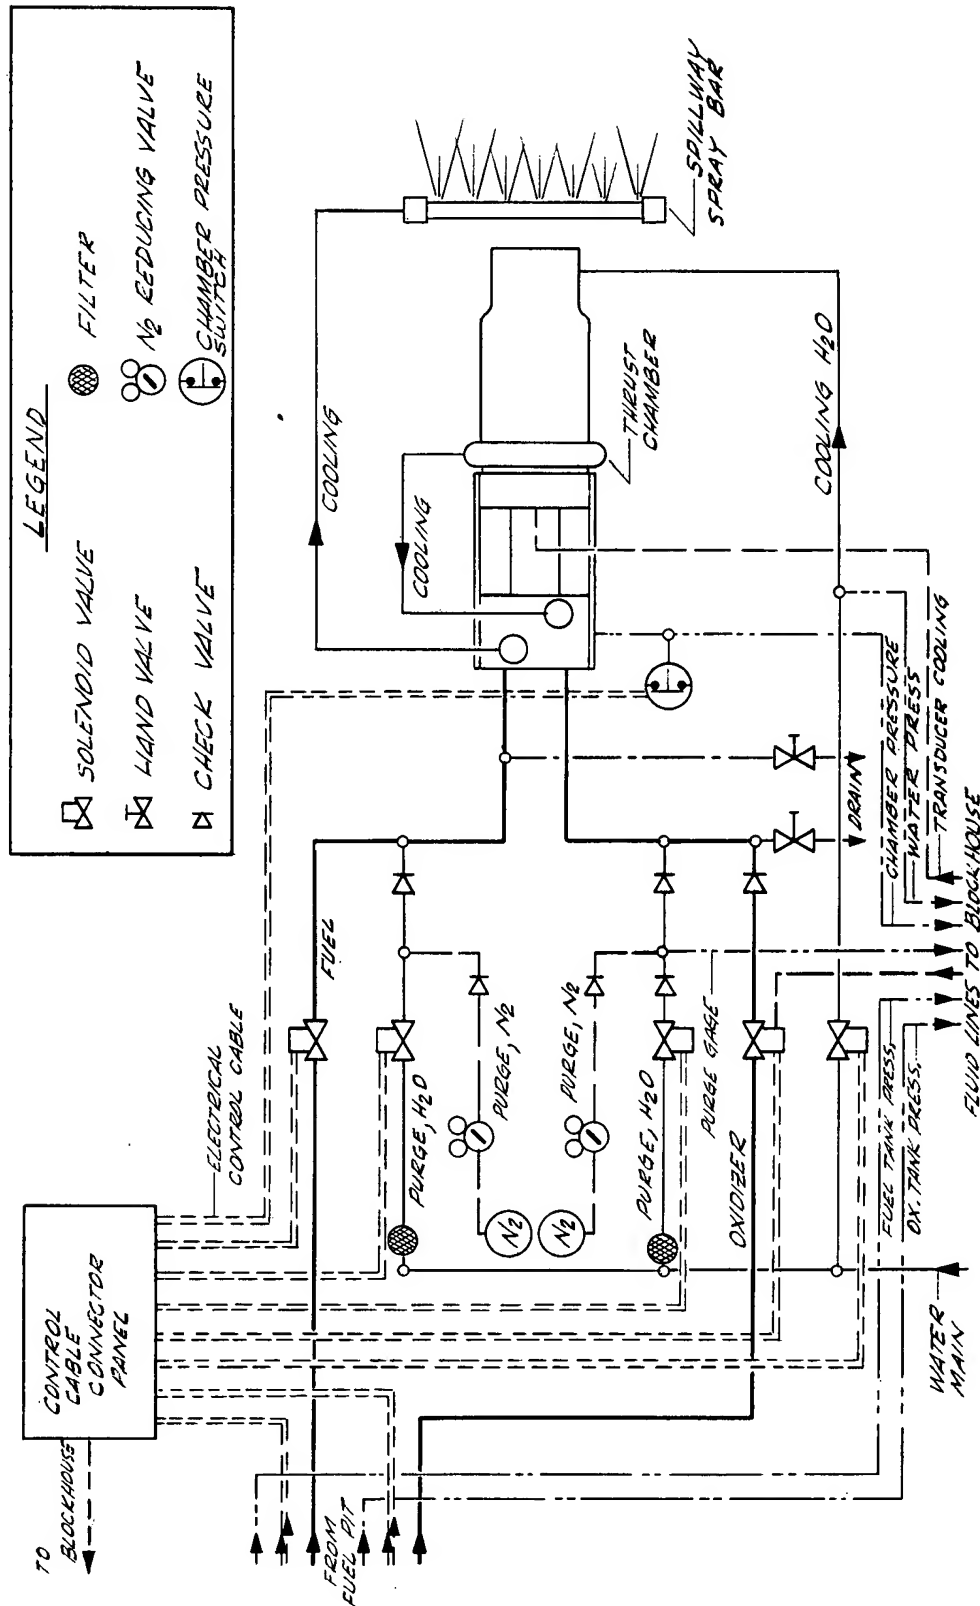 LEGEND
SOLENOID VALVE
HAND VALVE
CHECK VALVE
FILTER
N2 REDUCING VALVE
CHAMBER PRESSURE
SWITCH
CONTROL
CABLE
CONNECTOR
PANEL
TO
BLOCKHOUSE
ELECTRICAL
CONTROL CABLE
FROM
FUEL PIT
FUEL
PURGE, H2O
PURGE, N2
N2
N2
PURGE, N2
PURGE, H2O
PURGE GAGE
OXIDIZER
COOLING
COOLING
THRUST
CHAMBER
SPILLWAY
SPRAY BAR
COOLING H2O
DRAIN
CHAMBER PRESSURE
WATER PRESS
TRANSDUCER COOLING
FUEL TANK PRESS.
OX. TANK PRESS.
WATER
MAIN
FLUID LINES TO BLOCKHOUSE